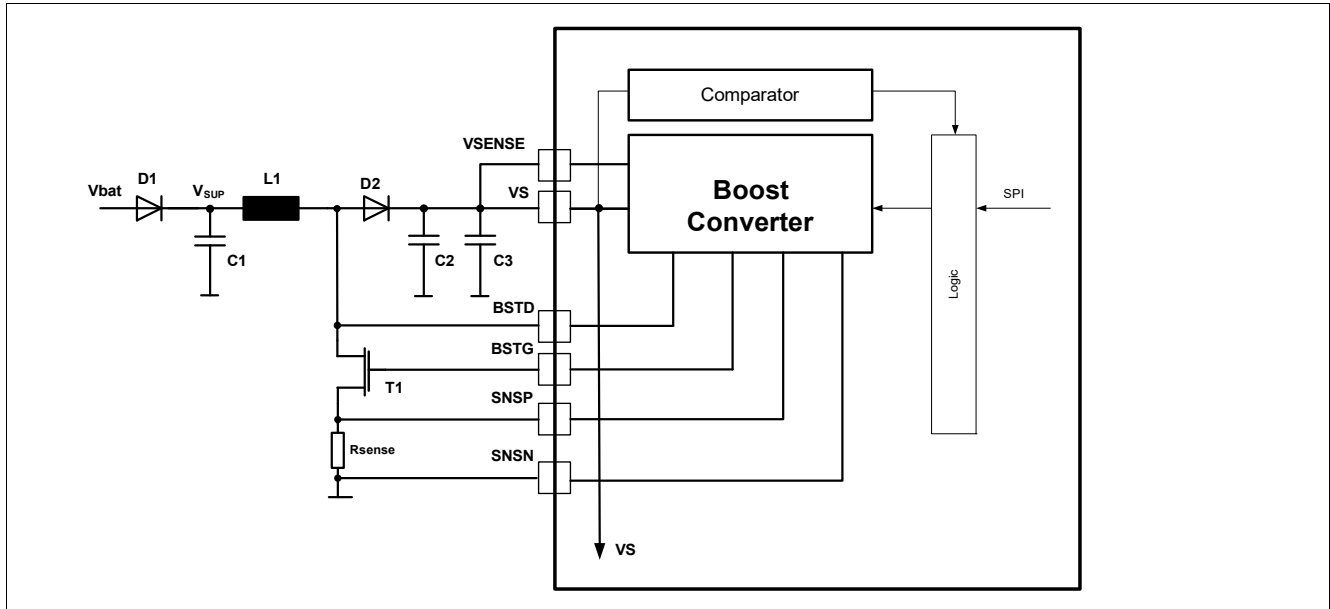 Comparator
VSENSE
Vbat
D1
VSUP
L1
D2
VS
Boost
Converter
SPI
Logic
C1
C2
C3
BSTD
BSTG
T1
SNSP
Rsense
SNSN
VS